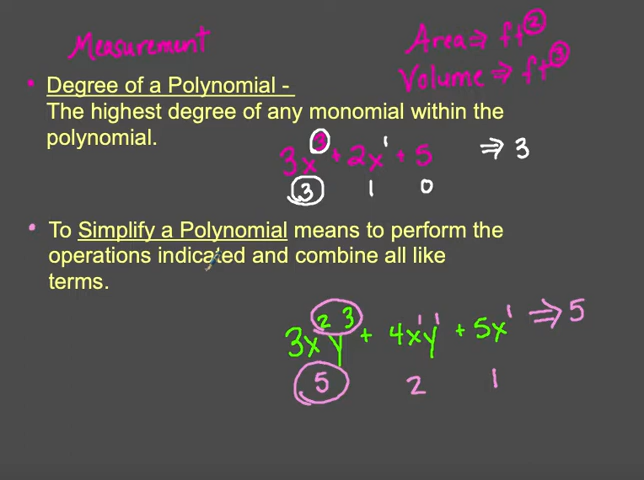 Measurement
Area ⇒ ft²
Volume ⇒ ft³
• Degree of a Polynomial -
The highest degree of any monomial within the
polynomial.
3x³ + 2x¹ + 5 ⇒ 3
3 1 0
• To Simplify a Polynomial means to perform the
operations indicated and combine all like
terms.
3x²y³ + 4x¹y¹ + 5x¹ ⇒ 5
5 2 1